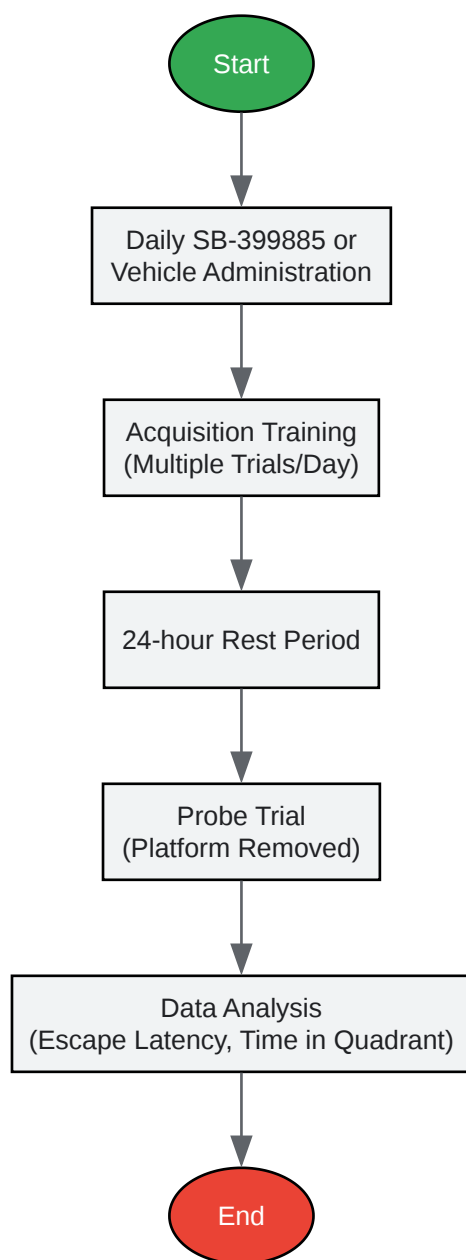 Start
Daily SB-399885 or
Vehicle Administration
Acquisition Training
(Multiple Trials/Day)
24-hour Rest Period
Probe Trial
(Platform Removed)
Data Analysis
(Escape Latency, Time in Quadrant)
End